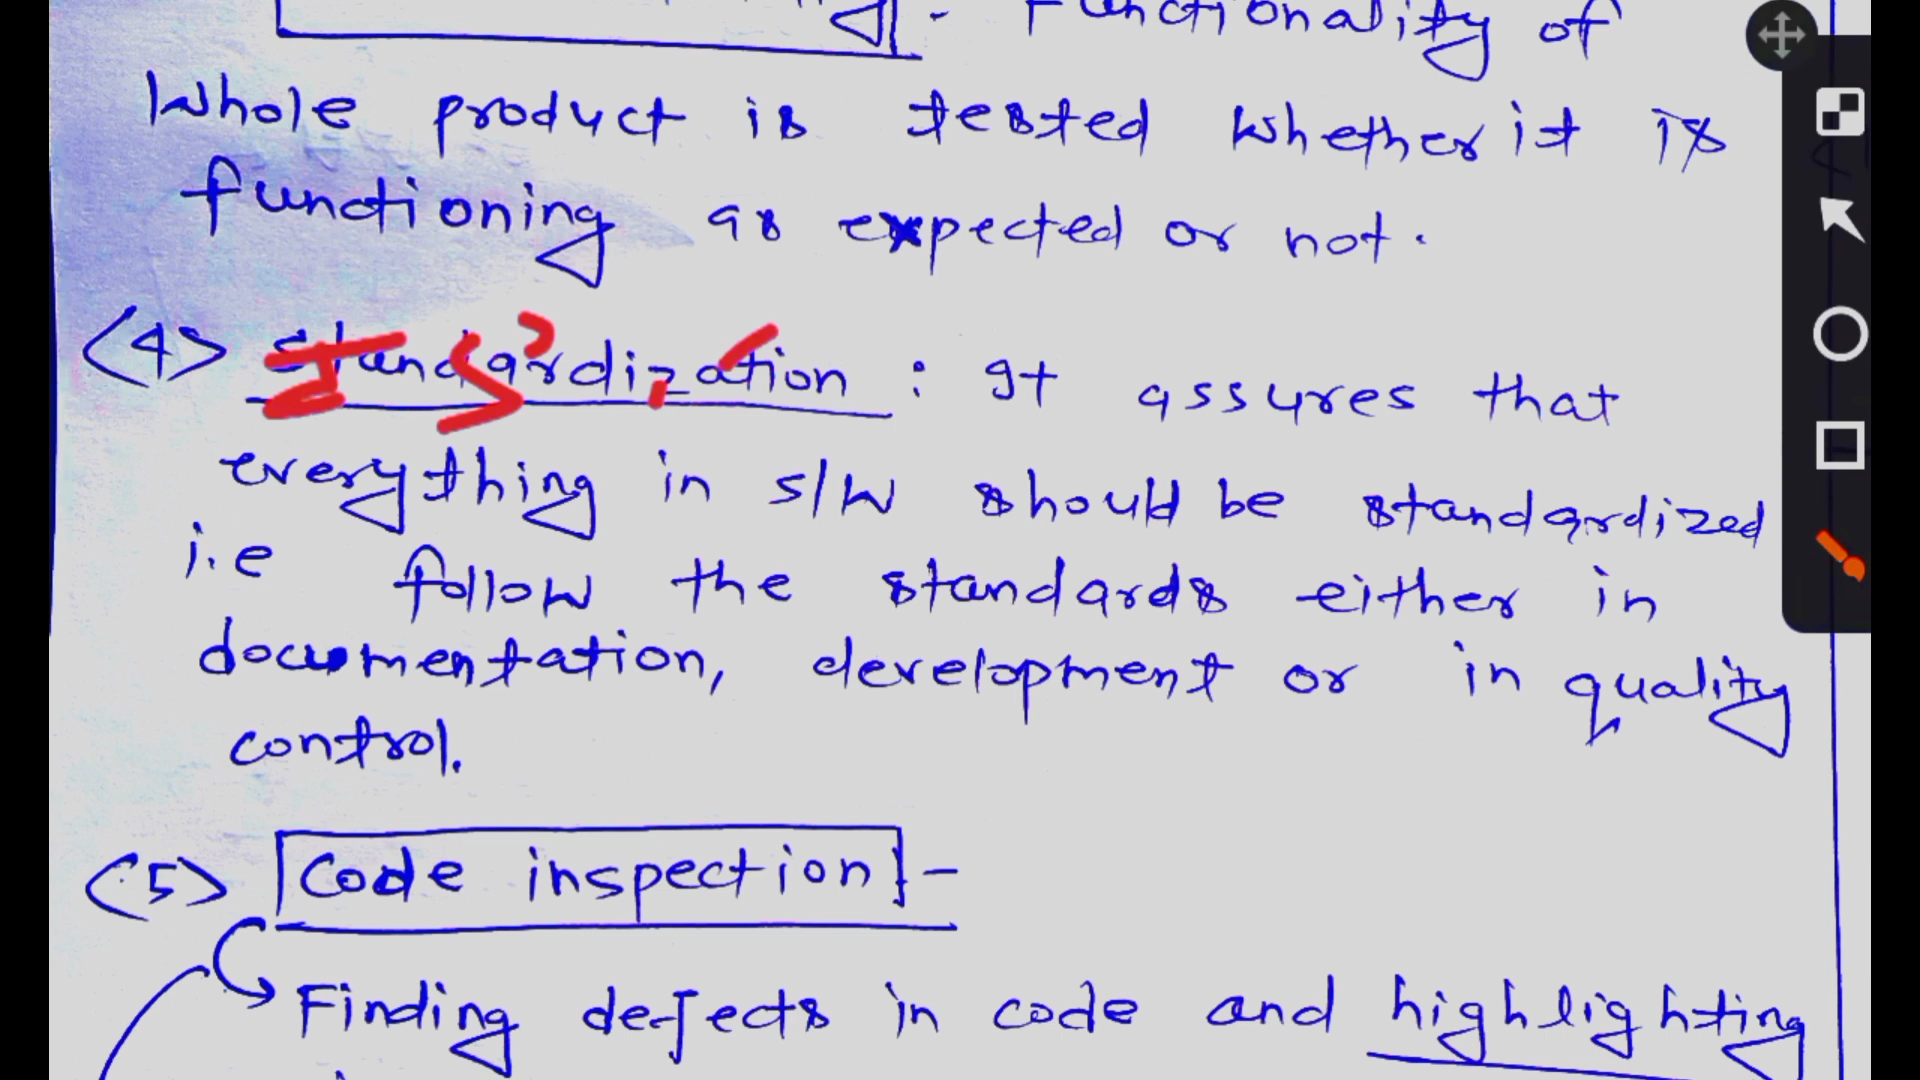 - Functionality of
Whole product is tested Whether it is
functioning as expected or not.
(4) Standardization : It assures that
everything in s/w should be standardized
i.e follow the standards either in
documentation, development or in quality
control.
(5) Code inspection -
Finding defects in code and highlighting